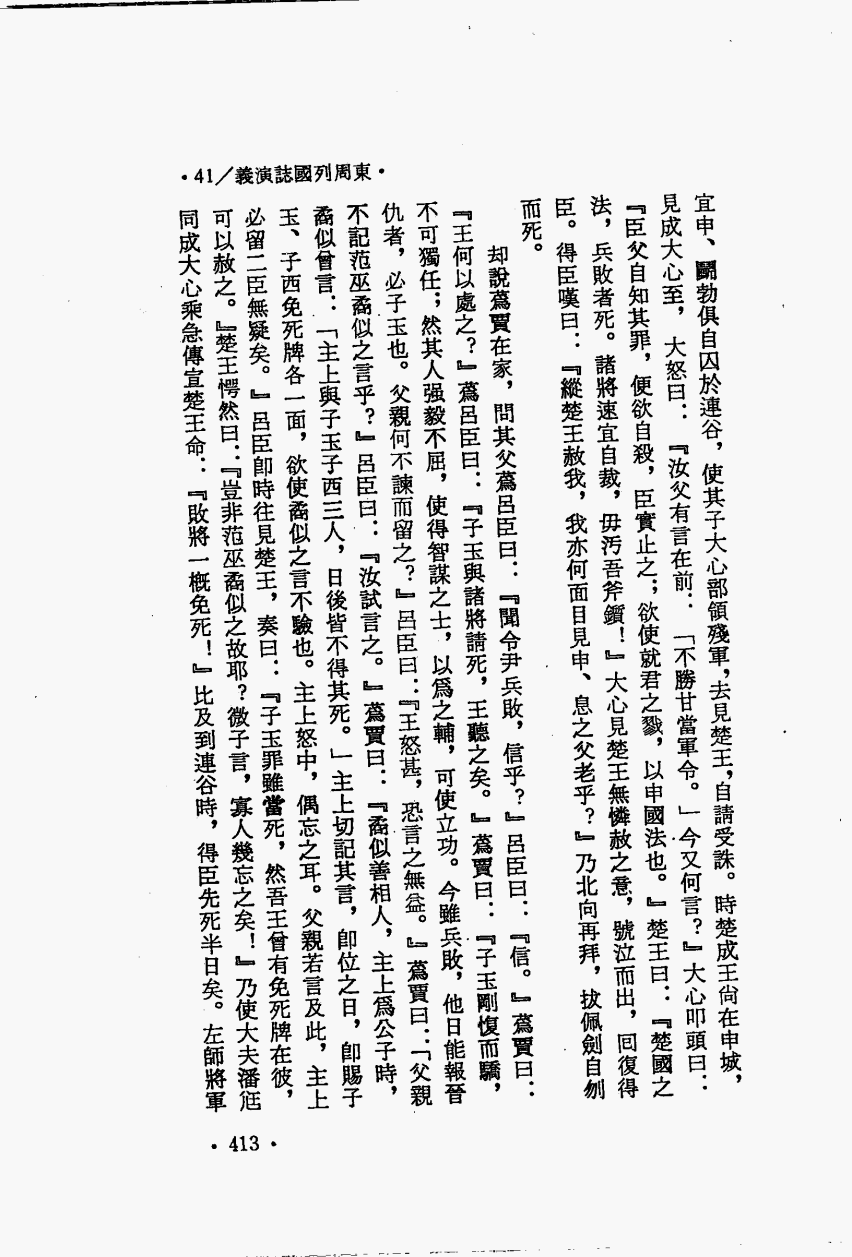 •41／義演誌國列周東•
宜申、鬭勃俱自囚於連谷，使其子大心部領殘軍，去見楚王，自請受誅。時楚成王尙在申城，
見成大心至，大怒曰：『汝父有言在前：「不勝甘當軍令。」今又何言？』大心叩頭曰：
『臣父自知其罪，便欲自殺，臣實止之；欲使就君之戮，以申國法也。』楚王曰：『楚國之
法，兵敗者死。諸將速宜自裁，毋汚吾斧鑕！』大心見楚王無憐赦之意，號泣而出，囘復得
臣。得臣嘆曰：『縱楚王赦我，我亦何面目見申、息之父老乎？』乃北向再拜，拔佩劍自刎
而死。
却說蔿賈在家，問其父蔿呂臣曰：『聞令尹兵敗，信乎？』呂臣曰：『信。』蔿賈曰：
『王何以處之？』蔿呂臣曰：『子玉與諸將請死，王聽之矣。』蔿賈曰：『子玉剛愎而驕，
不可獨任；然其人强毅不屈，使得智謀之士，以爲之輔，可使立功。今雖兵敗，他日能報晉
仇者，必子玉也。父親何不諫而留之？』呂臣曰：『王怒甚，恐言之無益。』蔿賈曰：「父親
不記范巫矞似之言乎？』呂臣曰：『汝試言之。』蔿賈曰：『矞似善相人，主上爲公子時，
矞似曾言：「主上與子玉子西三人，日後皆不得其死。」主上切記其言，卽位之日，卽賜子
玉、子西免死牌各一面，欲使矞似之言不驗也。主上怒中，偶忘之耳。父親若言及此，主上
必留二臣無疑矣。』呂臣卽時往見楚王，奏曰：『子玉罪雖當死，然吾王曾有免死牌在彼，
可以赦之。』楚王愕然曰：『豈非范巫矞似之故耶？微子言，寡人幾忘之矣！』乃使大夫潘尪
同成大心乘急傳宣楚王命：『敗將一槪免死！』比及到連谷時，得臣先死半日矣。左師將軍
•413•